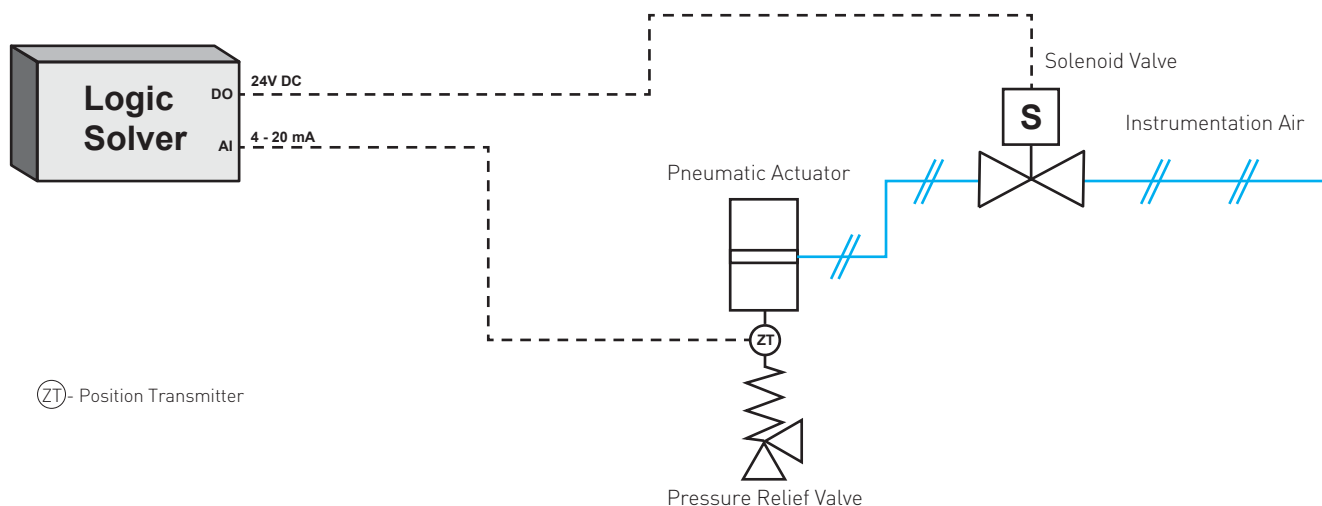 Solenoid Valve
24V DC
Logic
Solver
DO
S
Instrumentation Air
4 - 20 mA
AI
Pneumatic Actuator
ZT
ZT - Position Transmitter
Pressure Relief Valve